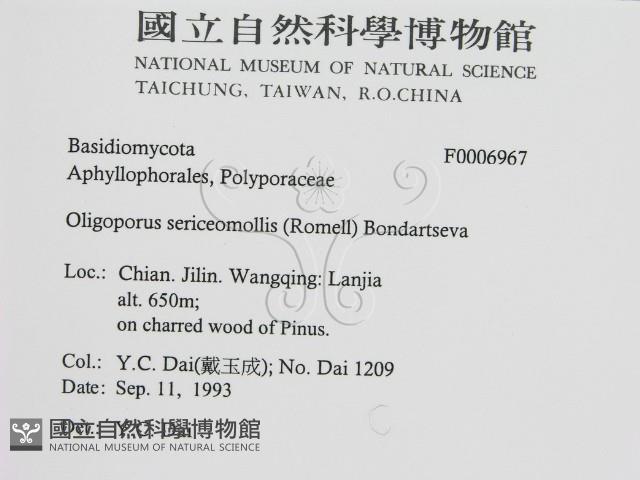 國立自然科學博物館
NATIONAL MUSEUM OF NATURAL SCIENCE
TAICHUNG, TAIWAN, R.O.CHINA
Basidiomycota F0006967
Aphyllophorales, Polyporaceae
Oligoporus sericeomollis (Romell) Bondartseva
Loc.: Chian. Jilin. Wangqing: Lanjia
alt. 650m;
on charred wood of Pinus.
Col.: Y.C. Dai(戴玉成); No. Dai 1209
Date: Sep. 11, 1993
Det.: Y.C. Dai
國立自然科學博物館
NATIONAL MUSEUM OF NATURAL SCIENCE